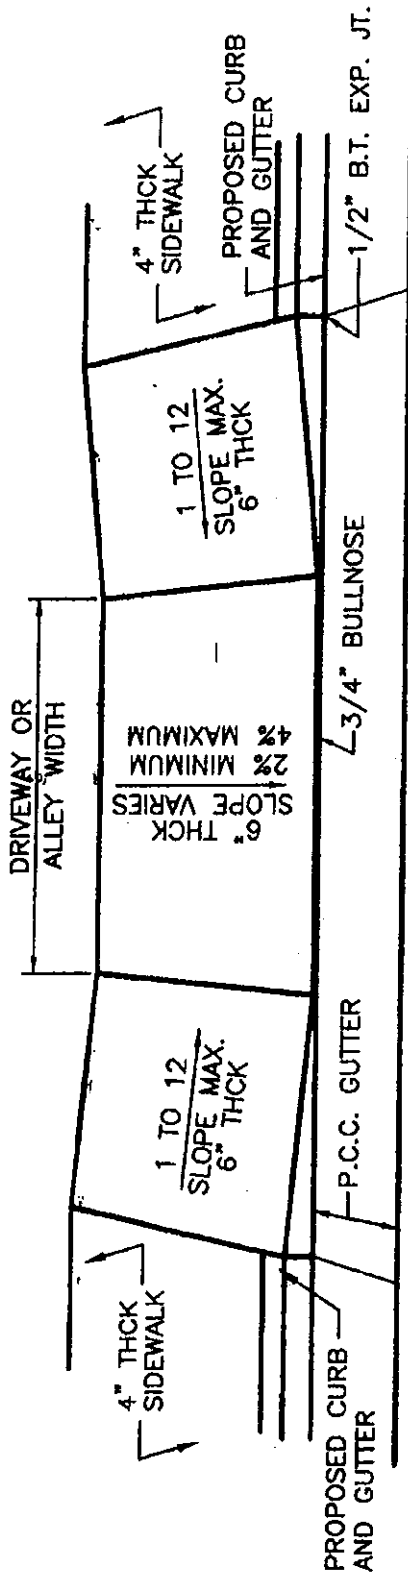 DRIVEWAY OR
ALLEY WIDTH
4" THCK
SIDEWALK
4" THCK
SIDEWALK
1 TO 12
SLOPE MAX.
6" THCK
6" THCK
SLOPE VARIES
2% MINIMUM
4% MAXIMUM
1 TO 12
SLOPE MAX.
6" THCK
PROPOSED CURB
AND GUTTER
PROPOSED CURB
AND GUTTER
P.C.C. GUTTER
3/4" BULLNOSE
1/2" B.T. EXP. JT.